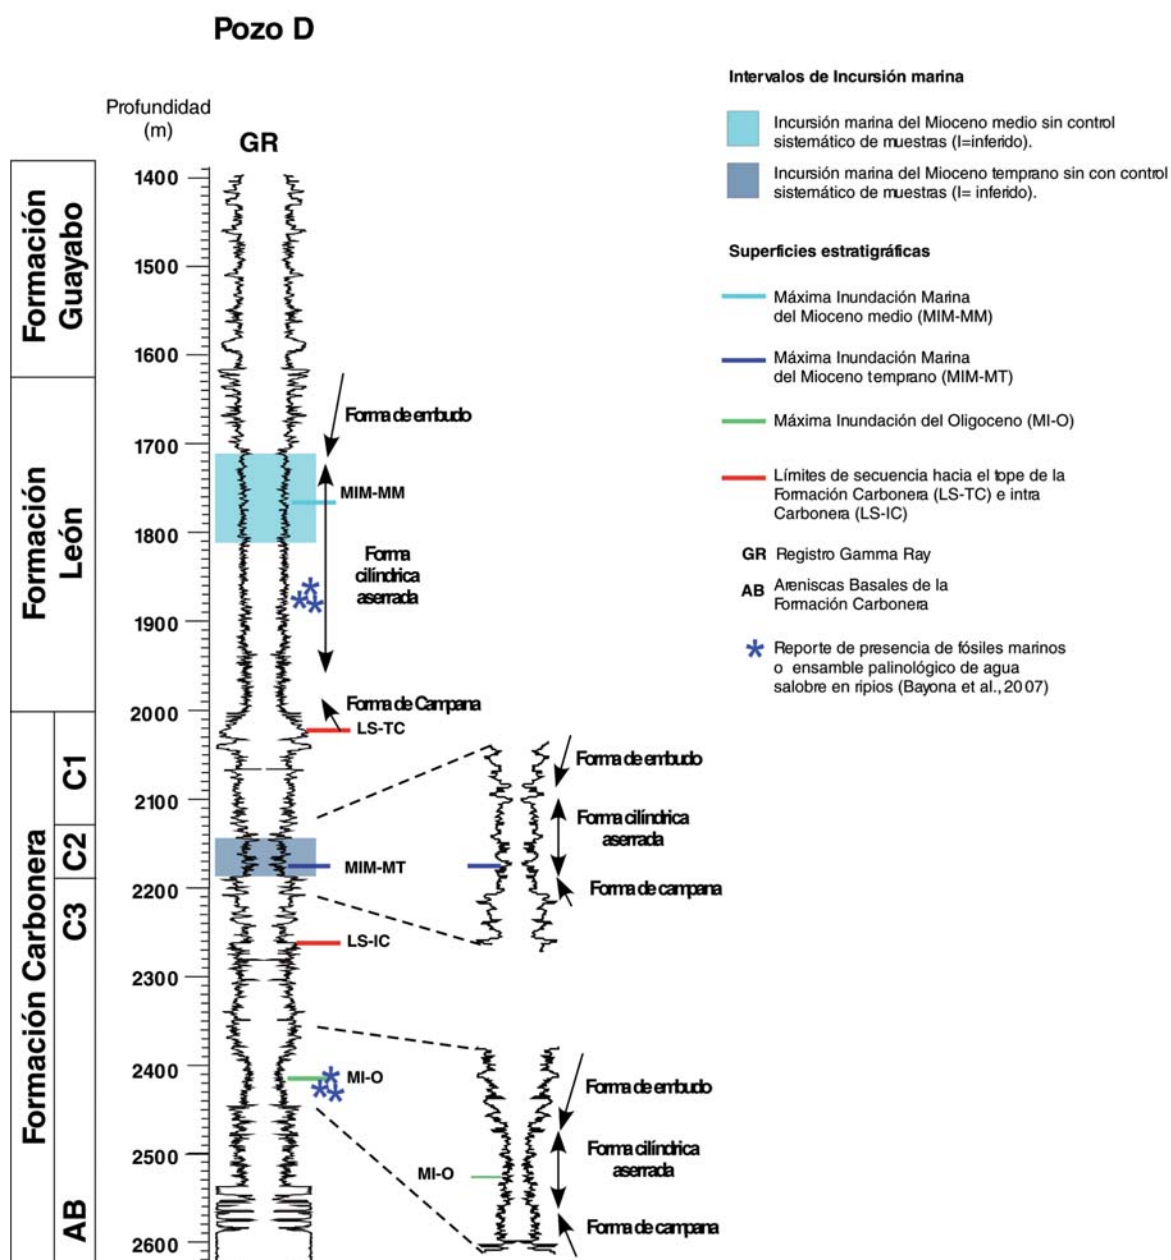 Pozo D
Profundidad
(m)
GR
1400
1500
1600
1700
1800
1900
2000
2100
2200
2300
2400
2500
2600
Formación
Guayabo
Formación
León
Formación Carbonera
C1
C2
C3
AB
Forma de embudo
MIM-MM
Forma
cilíndrica
aserrada
Forma de Campana
LS-TC
MIM-MT
LS-IC
MI-O
Forma de embudo
Forma cilíndrica
aserrada
Forma de campana
Forma de embudo
Forma cilíndrica
aserrada
MI-O
Forma de campana
Intervalos de Incursión marina
Incursión marina del Mioceno medio sin control
sistemático de muestras (I=inferido).
Incursión marina del Mioceno temprano sin con control
sistemático de muestras (I= inferido).
Superficies estratigráficas
Máxima Inundación Marina
del Mioceno medio (MIM-MM)
Máxima Inundación Marina
del Mioceno temprano (MIM-MT)
Máxima Inundación del Oligoceno (MI-O)
Límites de secuencia hacia el tope de la
Formación Carbonera (LS-TC) e intra
Carbonera (LS-IC)
GR Registro Gamma Ray
AB Areniscas Basales de la
Formación Carbonera
* Reporte de presencia de fósiles marinos
o ensamble palinológico de agua
salobre en ripios (Bayona et al., 2007)